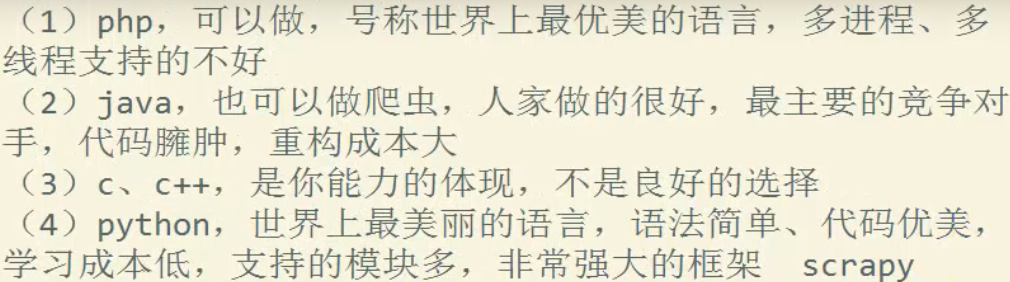 （1）php，可以做，号称世界上最优美的语言，多进程、多
线程支持的不好
（2）java，也可以做爬虫，人家做的很好，最主要的竞争对
手，代码臃肿，重构成本大
（3）c、c++，是你能力的体现，不是良好的选择
（4）python，世界上最美丽的语言，语法简单、代码优美，
学习成本低，支持的模块多，非常强大的框架 scrapy